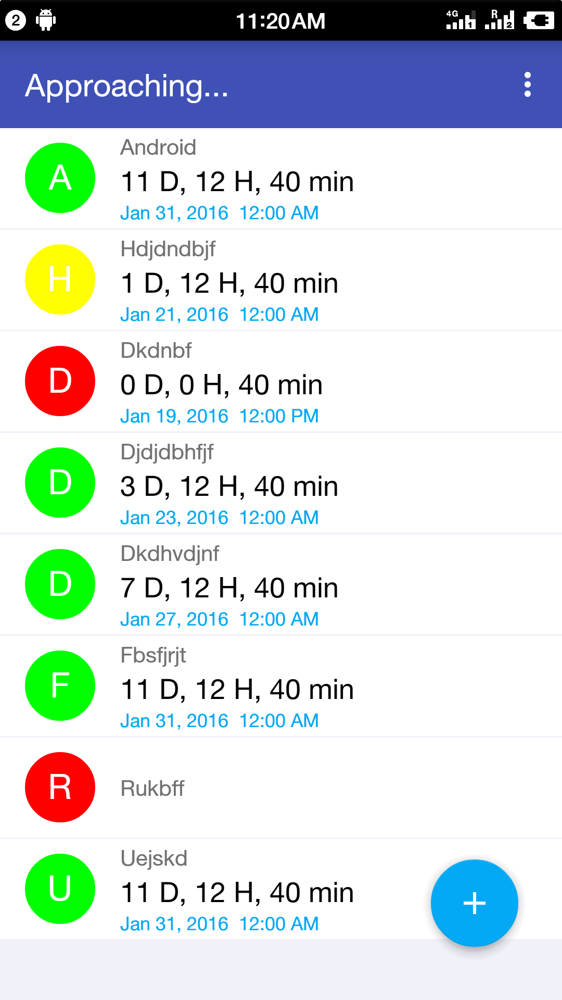 2 11:20 AM 4G 1 R 2
Approaching...
A
Android
11 D, 12 H, 40 min
Jan 31, 2016 12:00 AM
H
Hdjdndbjf
1 D, 12 H, 40 min
Jan 21, 2016 12:00 AM
D
Dkdnbf
0 D, 0 H, 40 min
Jan 19, 2016 12:00 PM
D
Djdjdbhfjf
3 D, 12 H, 40 min
Jan 23, 2016 12:00 AM
D
Dkdhvdjnf
7 D, 12 H, 40 min
Jan 27, 2016 12:00 AM
F
Fbsfjrjt
11 D, 12 H, 40 min
Jan 31, 2016 12:00 AM
R
Rukbff
U
Uejskd
11 D, 12 H, 40 min
Jan 31, 2016 12:00 AM
+